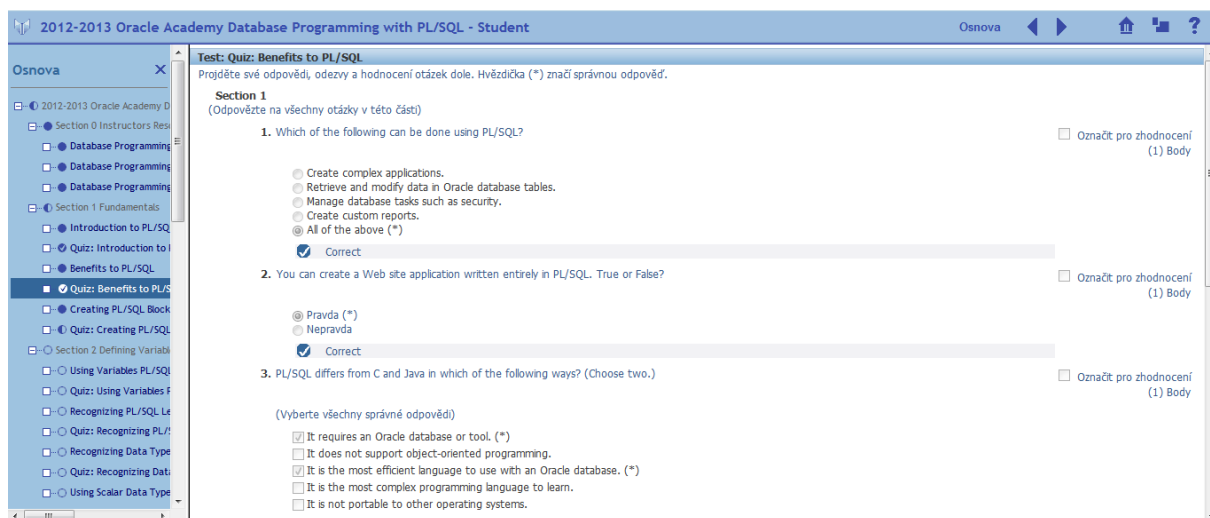 2012-2013 Oracle Academy Database Programming with PL/SQL - Student
Osnova
?
Osnova
X
2012-2013 Oracle Academy D
Section 0 Instructors Res
Database Programming
Database Programming
Database Programming
Section 1 Fundamentals
Introduction to PL/SQ
Quiz: Introduction to
Benefits to PL/SQL
Quiz: Benefits to PL/S
Creating PL/SQL Block
Quiz: Creating PL/SQL
Section 2 Defining Variabl
Using Variables PL/SQL
Quiz: Using Variables P
Recognizing PL/SQL Le
Quiz: Recognizing PL/S
Recognizing Data Type
Quiz: Recognizing Data
Using Scalar Data Type
Test: Quiz: Benefits to PL/SQL
Projděte své odpovědi, odezvy a hodnocení otázek dole. Hvězdička (*) značí správnou odpověď.
Section 1
(Odpovězte na všechny otázky v této části)
1. Which of the following can be done using PL/SQL?
Označit pro zhodnocení
(1) Body
Create complex applications.
Retrieve and modify data in Oracle database tables.
Manage database tasks such as security.
Create custom reports.
All of the above (*)
Correct
2. You can create a Web site application written entirely in PL/SQL. True or False?
Označit pro zhodnocení
(1) Body
Pravda (*)
Nepravda
Correct
3. PL/SQL differs from C and Java in which of the following ways? (Choose two.)
Označit pro zhodnocení
(1) Body
(Vyberte všechny správné odpovědi)
It requires an Oracle database or tool. (*)
It does not support object-oriented programming.
It is the most efficient language to use with an Oracle database. (*)
It is the most complex programming language to learn.
It is not portable to other operating systems.